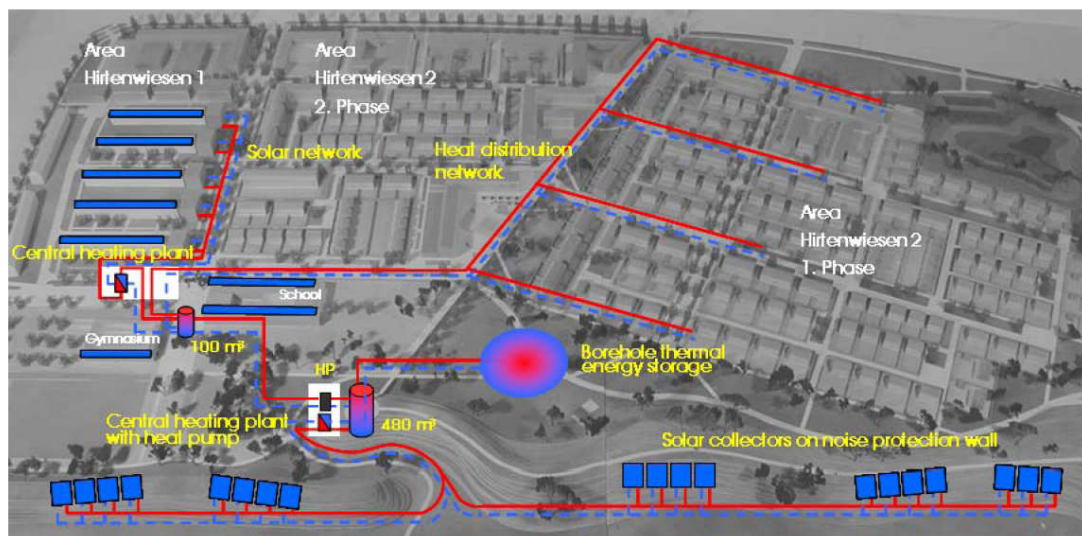 Area
Hirtenwiesen 1
Area
Hirtenwiesen 2
2. Phase
Solar network
Heat distribution
network
Area
Hirtenwiesen 2
1. Phase
Central heating plant
School
Gymnasium
100 m³
HP
Borehole thermal
energy storage
Central heating plant
with heat pump
480 m³
Solar collectors on noise protection wall